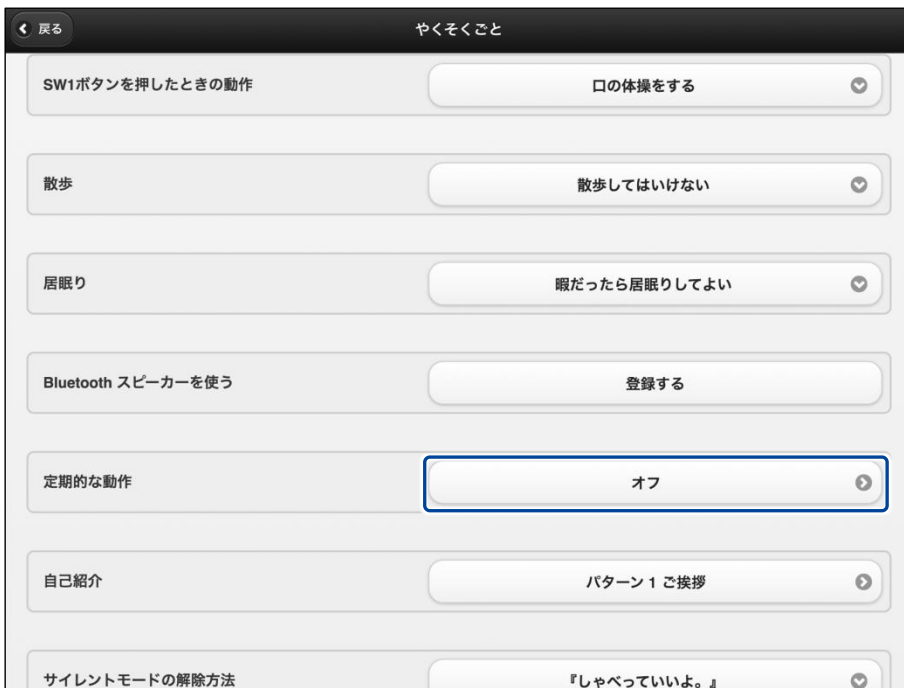 戻る
やくそくごと
SW1ボタンを押したときの動作
口の体操をする
散歩
散歩してはいけない
居眠り
暇だったら居眠りしてよい
Bluetooth スピーカーを使う
登録する
定期的な動作
オフ
自己紹介
パターン 1 ご挨拶
サイレントモードの解除方法
『しゃべっていいよ。』